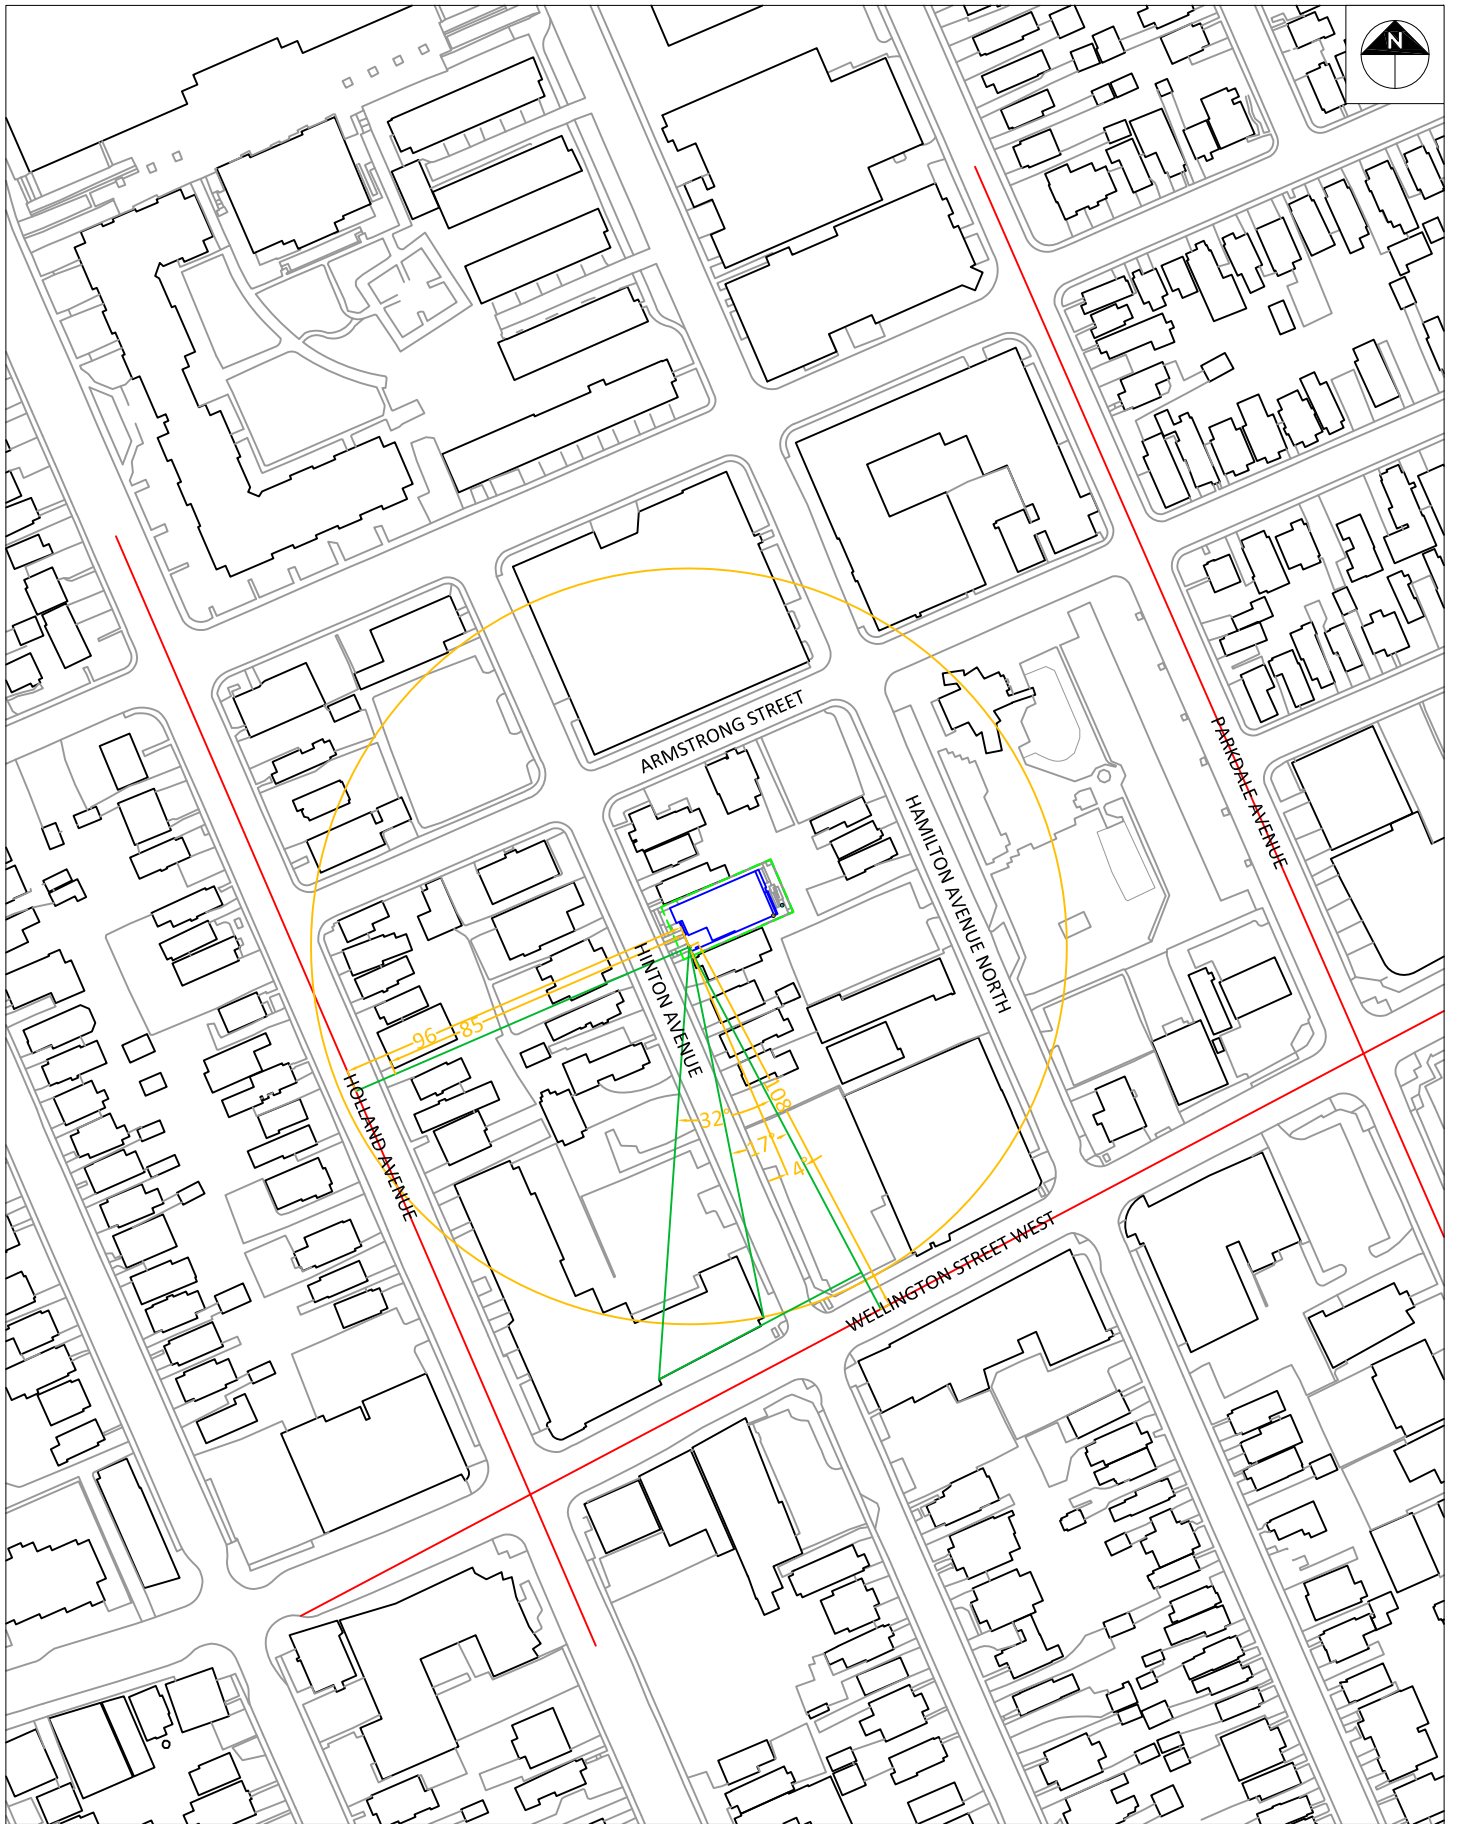 N
ARMSTRONG STREET
PARKDALE AVENUE
HAMILTON AVENUE NORTH
HINTON AVENUE
96
85
HOLLAND AVENUE
108
32°
17°
4°
WELLINGTON STREET WEST